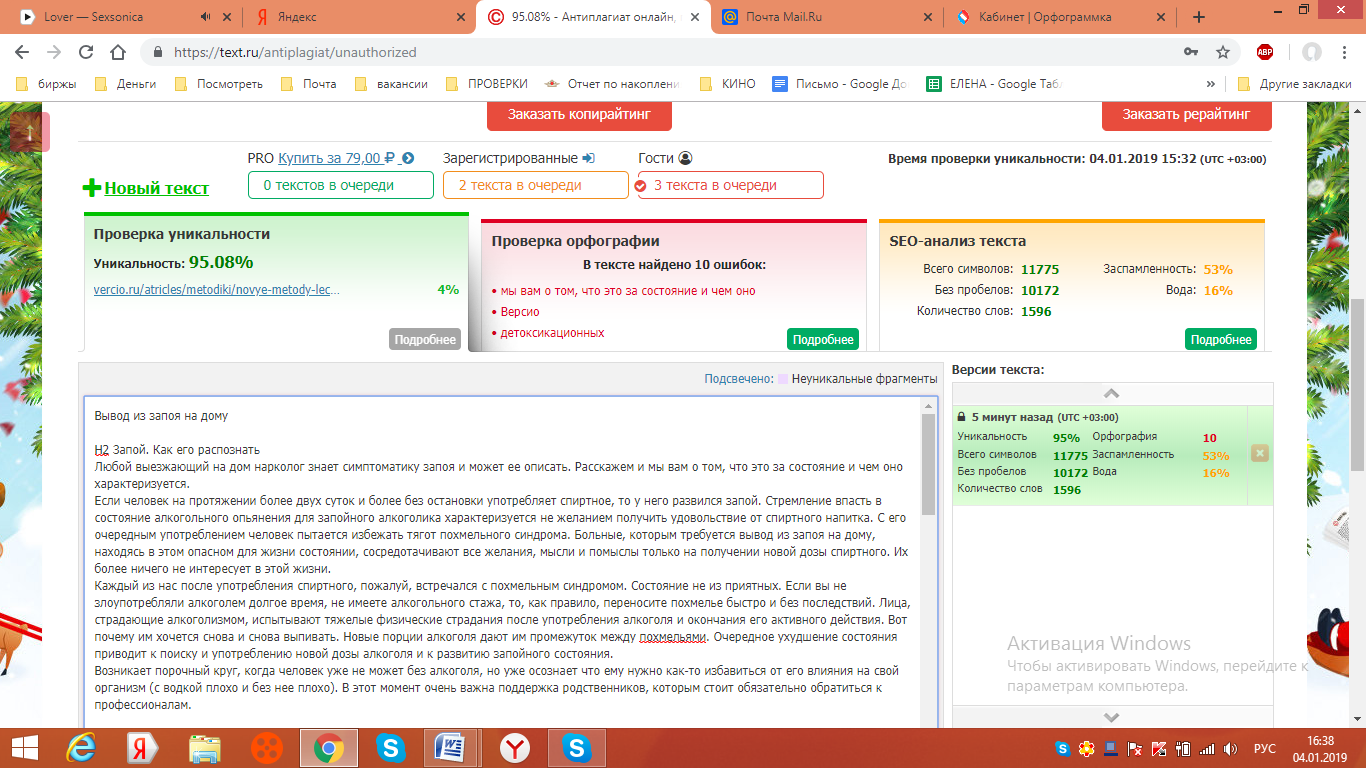 Lover — Sexsonica
Яндекс
95.08% - Антиплагиат онлайн,
Почта Mail.Ru
Кабинет | Орфограммка
https://text.ru/antiplagiat/unauthorized
ABP
биржы Деньги Посмотреть Почта вакансии ПРОВЕРКИ Отчет по накоплени КИНО Письмо - Google До ЕЛЕНА - Google Табл » Другие закладки
Заказать копирайтинг Заказать рерайтинг
PRO Купить за 79,00 ₽ Зарегистрированные Гости Время проверки уникальности: 04.01.2019 15:32 (UTC +03:00)
Новый текст 0 текстов в очереди 2 текста в очереди 3 текста в очереди
Проверка уникальности
Уникальность: 95.08%
vercio.ru/atricles/metodiki/novye-metody-lec... 4%
Подробнее
Проверка орфографии
В тексте найдено 10 ошибок:
• мы вам о том, что это за состояние и чем оно
• Версио
• детоксикационных
Подробнее
SEO-анализ текста
Всего символов: 11775 Заспамленность: 53%
Без пробелов: 10172 Вода: 16%
Количество слов: 1596
Подробнее
Подсвечено: Неуникальные фрагменты
Вывод из запоя на дому
Н2 Запой. Как его распознать
Любой выезжающий на дом нарколог знает симптоматику запоя и может ее описать. Расскажем и мы вам о том, что это за состояние и чем оно
характеризуется.
Если человек на протяжении более двух суток и более без остановки употребляет спиртное, то у него развился запой. Стремление впасть в
состояние алкогольного опьянения для запойного алкоголика характеризуется не желанием получить удовольствие от спиртного напитка. С его
очередным употреблением человек пытается избежать тягот похмельного синдрома. Больные, которым требуется вывод из запоя на дому,
находясь в этом опасном для жизни состоянии, сосредотачивают все желания, мысли и помыслы только на получении новой дозы спиртного. Их
более ничего не интересует в этой жизни.
Каждый из нас после употребления спиртного, пожалуй, встречался с похмельным синдромом. Состояние не из приятных. Если вы не
злоупотребляли алкоголем долгое время, не имеете алкогольного стажа, то, как правило, переносите похмелье быстро и без последствий. Лица,
страдающие алкоголизмом, испытывают тяжелые физические страдания после употребления алкоголя и окончания его активного действия. Вот
почему им хочется снова и снова выпивать. Новые порции алкоголя дают им промежуток между похмельями. Очередное ухудшение состояния
приводит к поиску и употреблению новой дозы алкоголя и к развитию запойного состояния.
Возникает порочный круг, когда человек уже не может без алкоголя, но уже осознает что ему нужно как-то избавиться от его влияния на свой
организм (с водкой плохо и без нее плохо). В этот момент очень важна поддержка родственников, которым стоит обязательно обратиться к
профессионалам.
Версии текста:
5 минут назад (UTC +03:00)
Уникальность 95% Орфография 10
Всего символов 11775 Заспамленность 53%
Без пробелов 10172 Вода 16%
Количество слов 1596
Активация Windows
Чтобы активировать Windows, перейдите к
параметрам компьютера.
РУС
16:38
04.01.2019